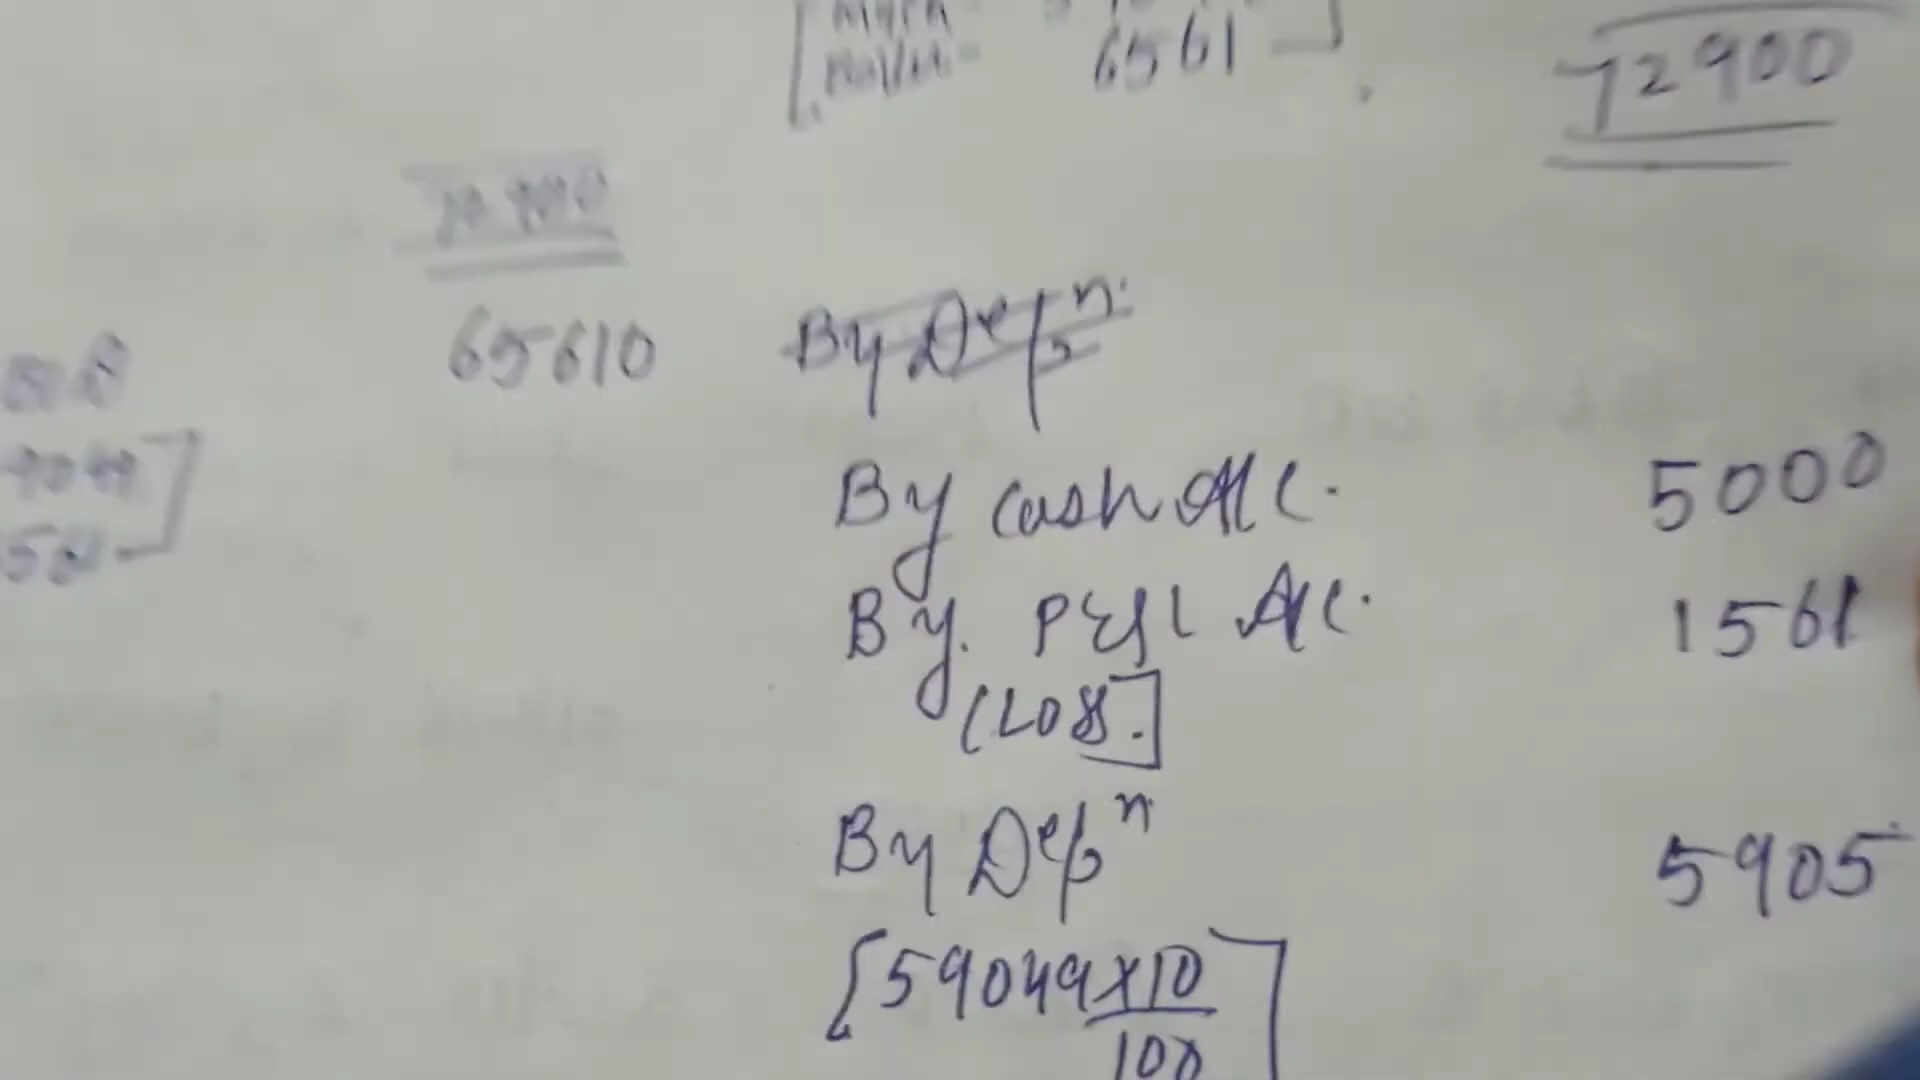 6561
72900
65610
By Depn.
By cash A/c. 5000
By. P&L A/c. 1561
(Loss.]
By Depn 5905
[59049x10
100